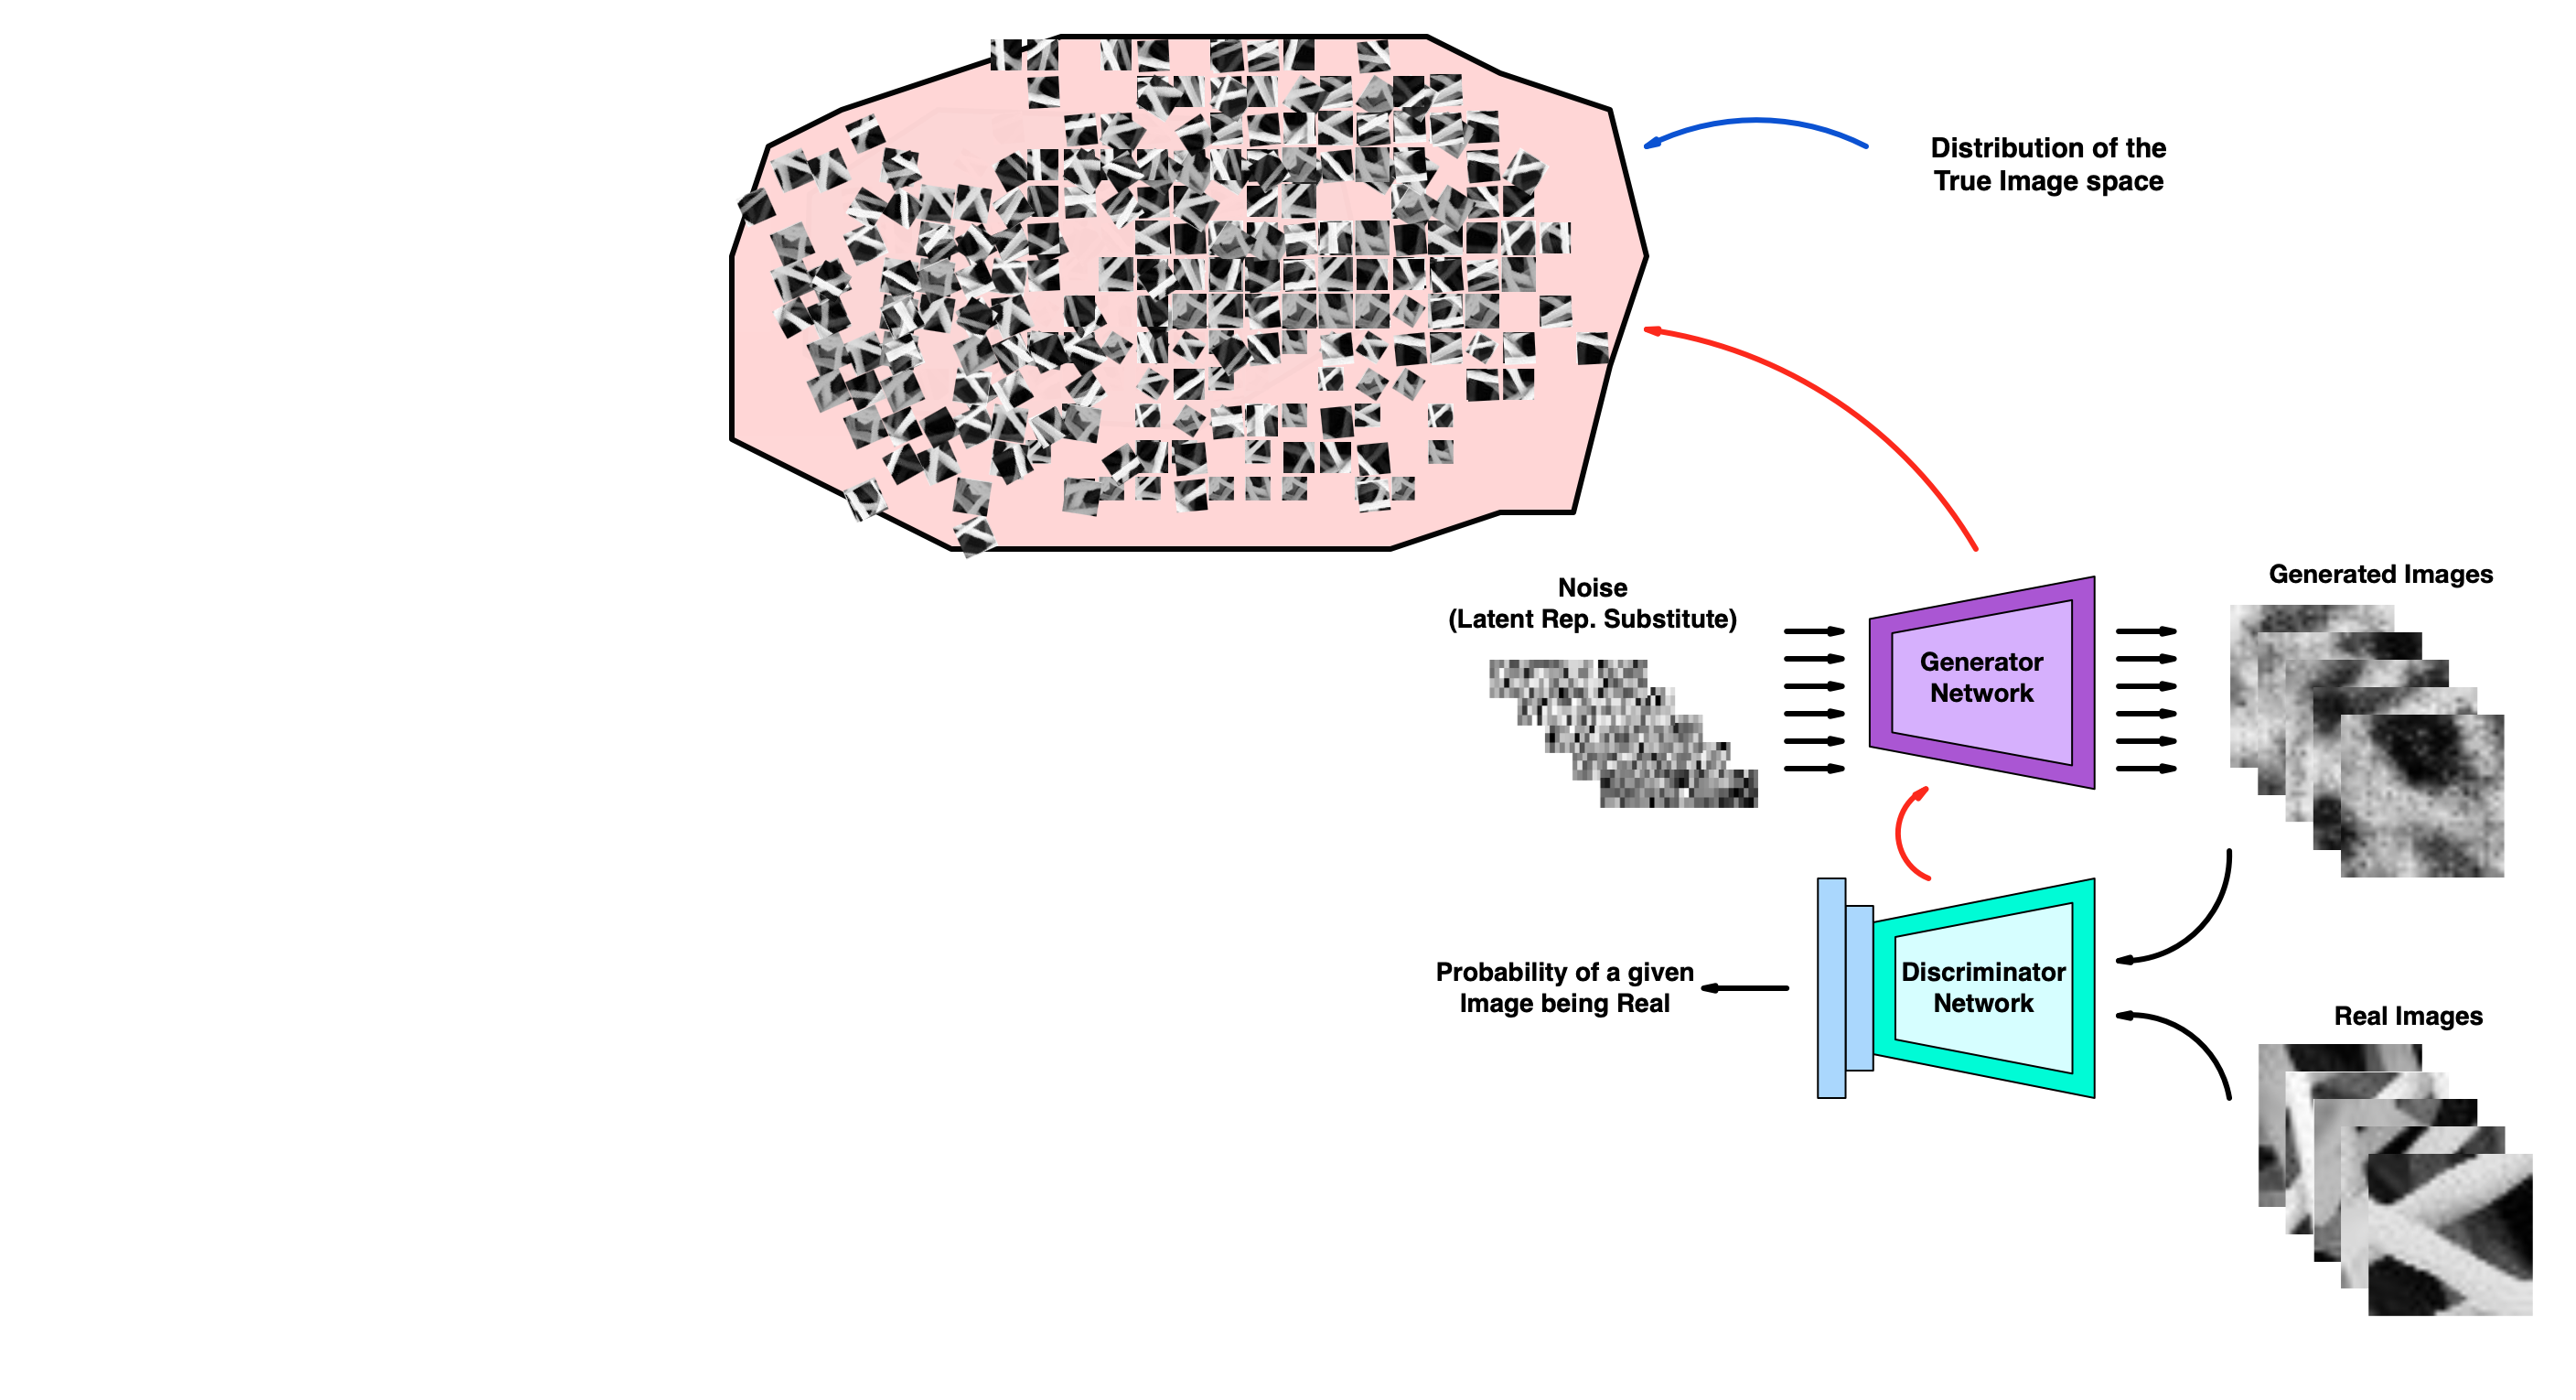 Distribution of the
True Image space
Generated Images
Noise
(Latent Rep. Substitute)
Generator
Network
Probability of a given
Image being Real
Discriminator
Network
Real Images